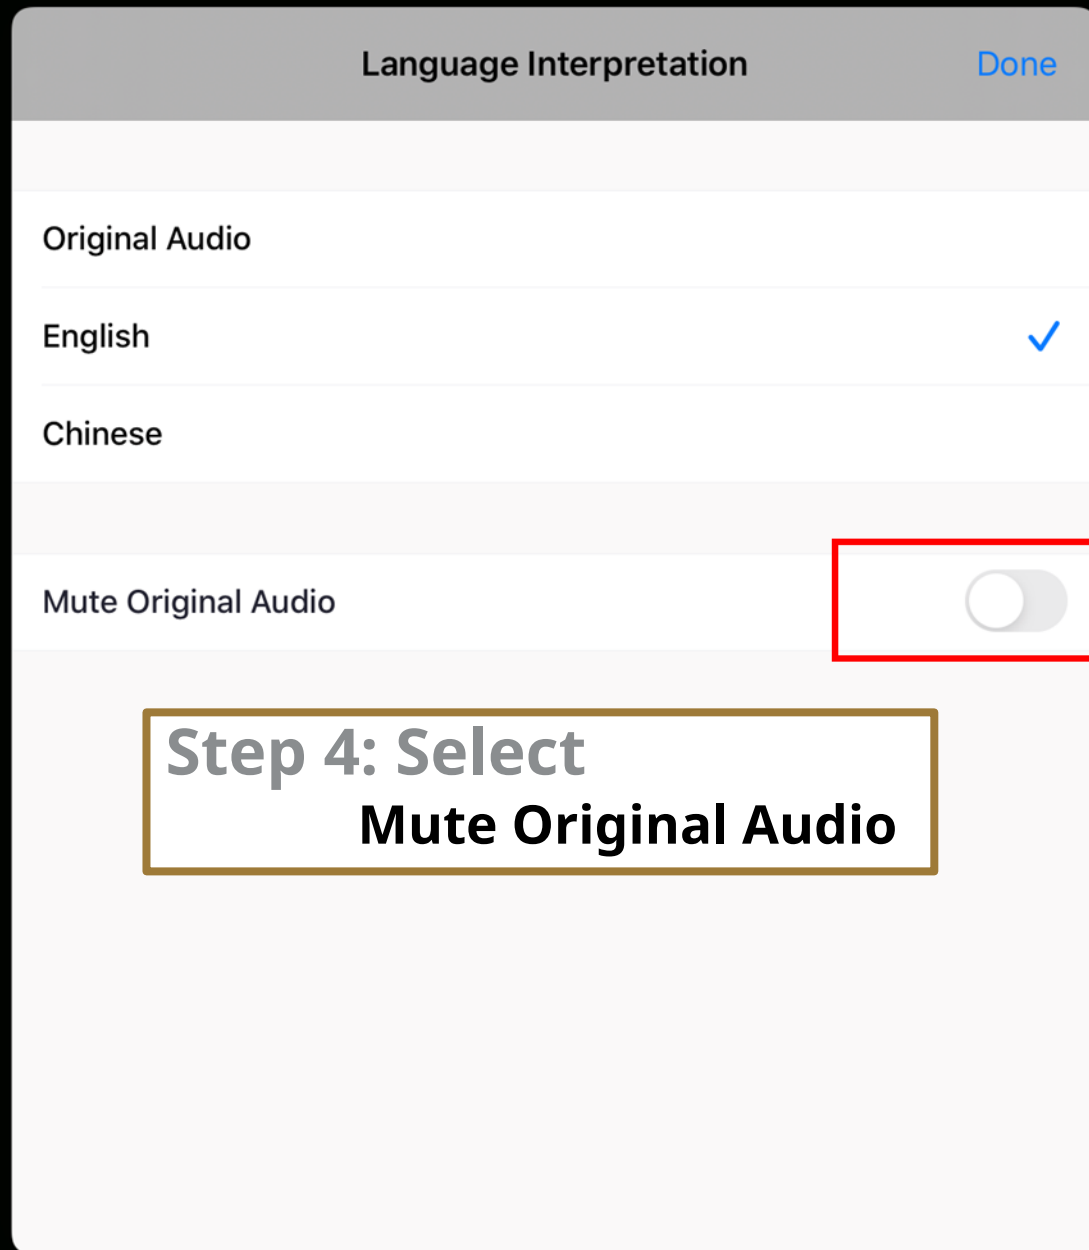 Language Interpretation Done
Original Audio
English
Chinese
Mute Original Audio
Step 4: Select
Mute Original Audio